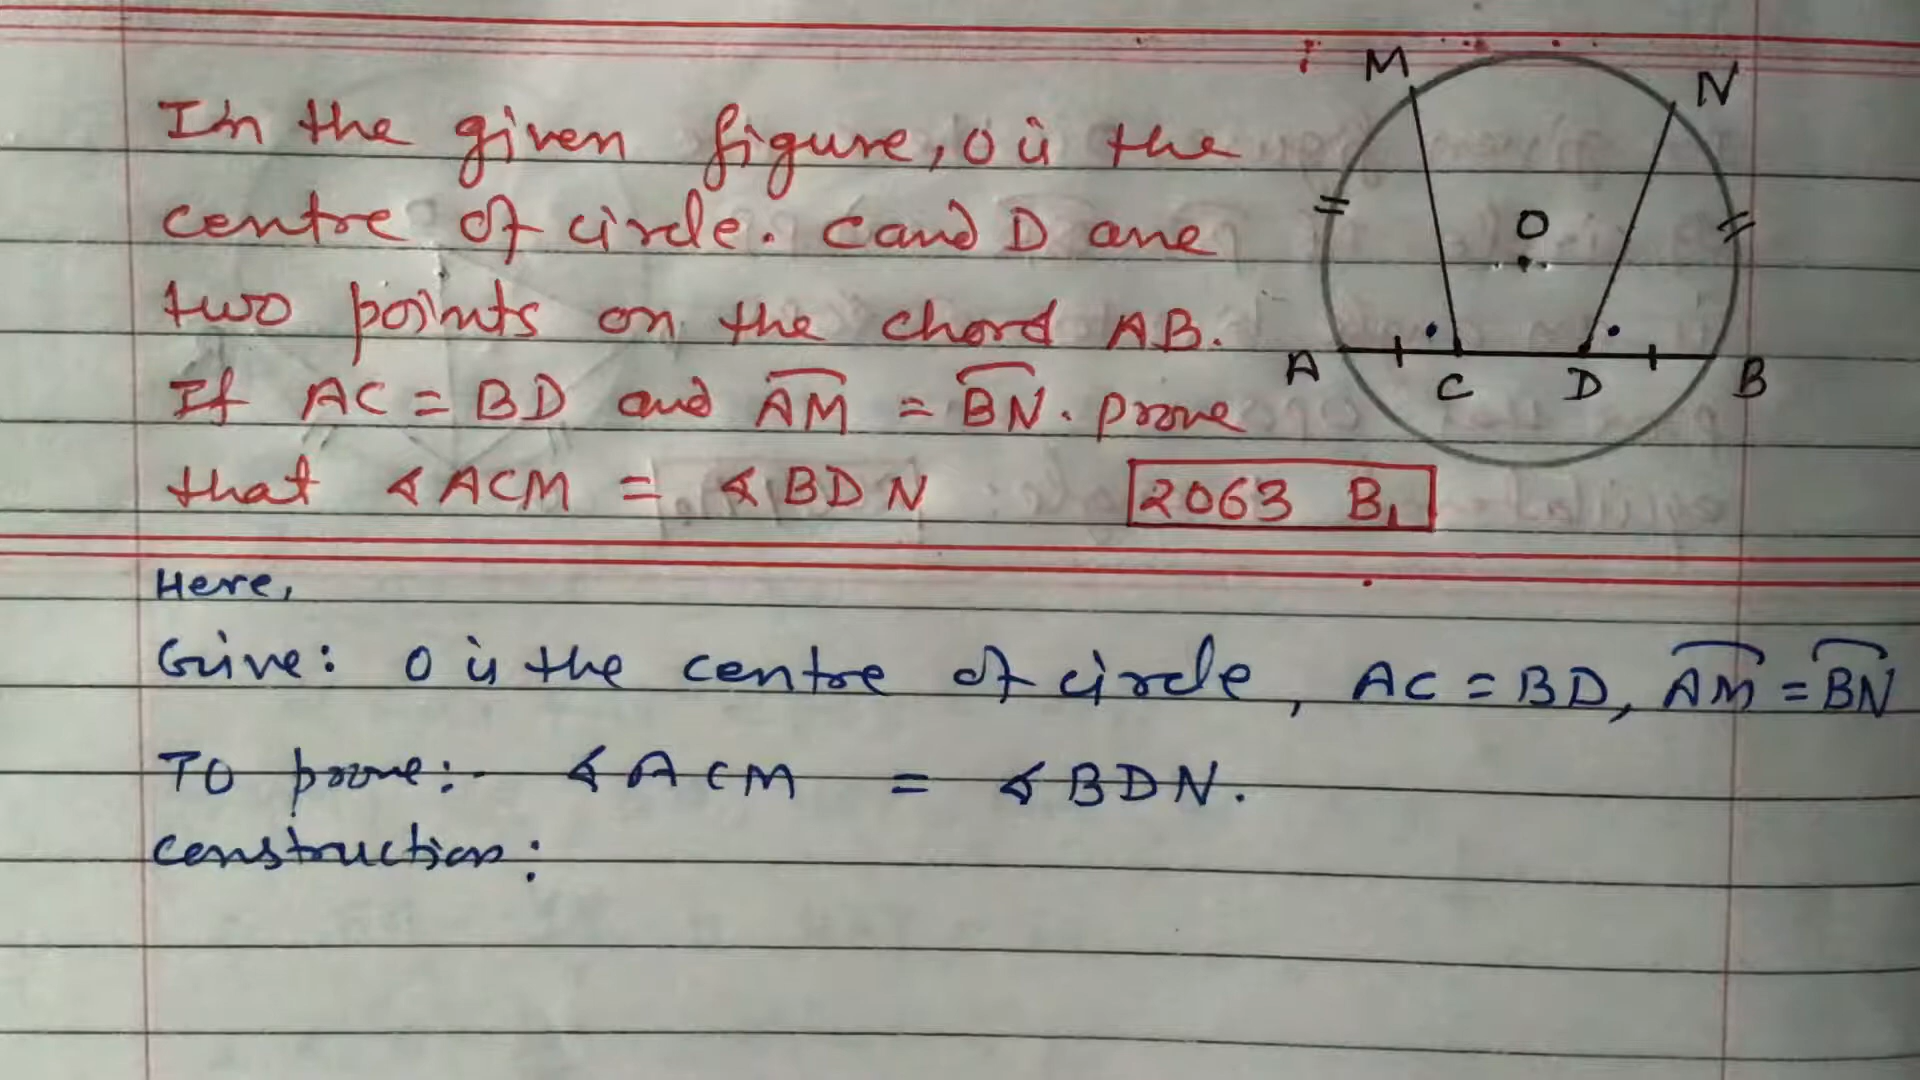 In the given figure, O is the
centre of circle. C and D are
two points on the chord AB.
If AC = BD and AM = BN. prove
that ∢ ACM = ∢ BDN
2063 B1
M
N
O
A
C
D
B
Here,
Give: O is the centre of circle, AC = BD, AM = BN
TO prove:- ∢ ACM = ∢ BDN.
construction: